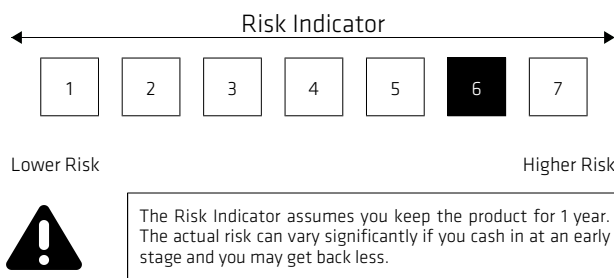 Risk Indicator
1 2 3 4 5 6 7
Lower Risk Higher Risk
The Risk Indicator assumes you keep the product for 1 year.
The actual risk can vary significantly if you cash in at an early
stage and you may get back less.